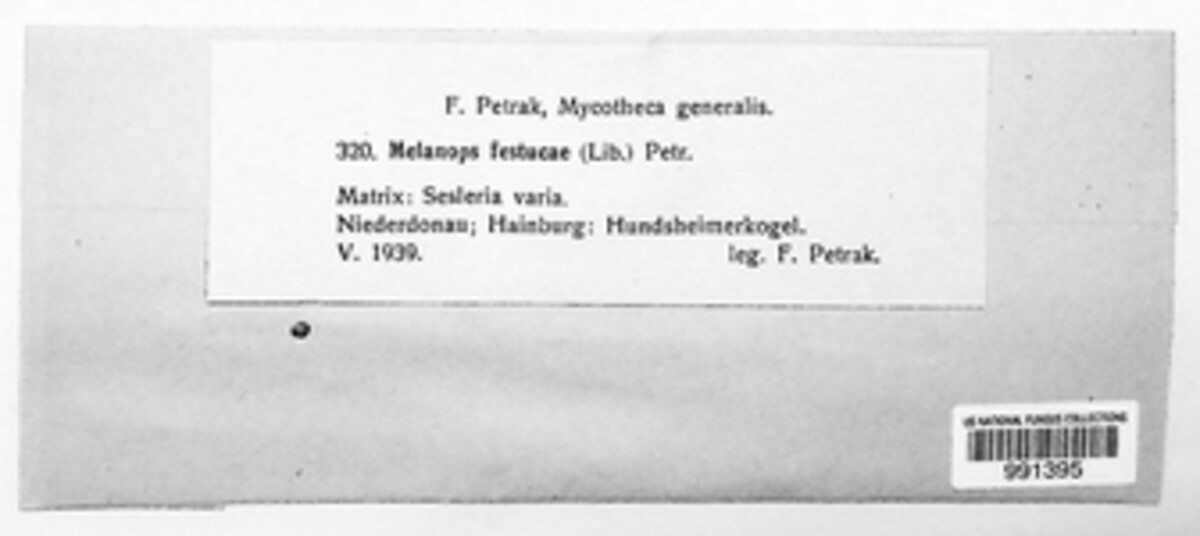 F. Petrak, Mycotheca generalis.
320. Melanops festucae (Lib.) Petr.
Matrix: Sesleria varia.
Niederdonau; Hainburg: Hundsheimerkogel.
V. 1939. leg. F. Petrak.
US NATIONAL FUNGUS COLLECTIONS
991395